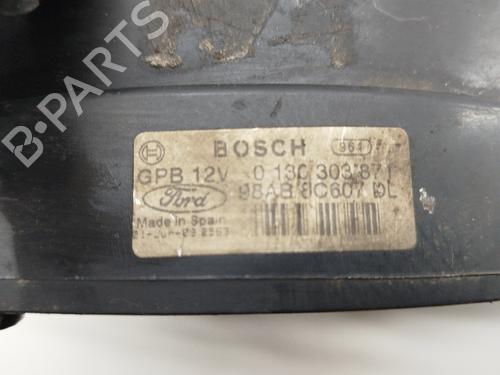 BOSCH 964
GPB 12V 0 130 303 871
Ford 98AB 8C607 DL
Made in Spain
B-PARTS